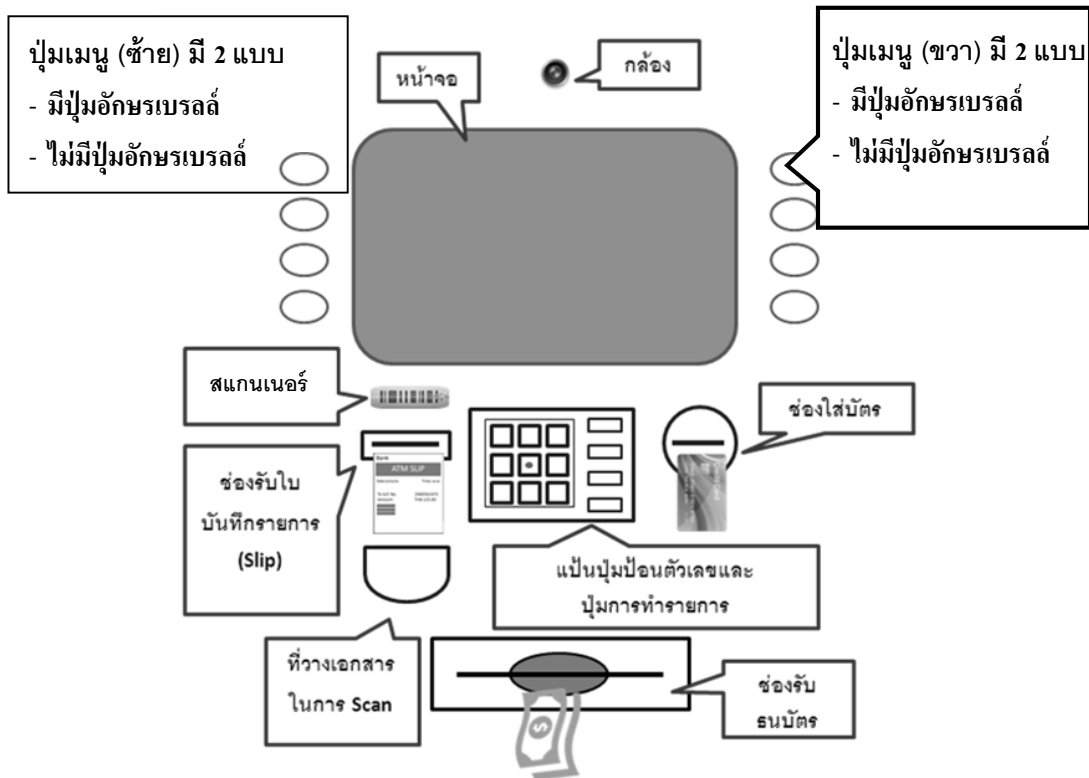 ปุ่มเมนู (ซ้าย) มี 2 แบบ
- มีปุ่มอักษรเบรลล์
- ไม่มีปุ่มอักษรเบรลล์
หน้าจอ
กล้อง
ปุ่มเมนู (ขวา) มี 2 แบบ
- มีปุ่มอักษรเบรลล์
- ไม่มีปุ่มอักษรเบรลล์
สแกนเนอร์
ช่องใส่บัตร
ช่องรับใบ
บันทึกรายการ
(Slip)
Bank
ATM SLIP
แป้นปุ่มป้อนตัวเลขและ
ปุ่มการทำรายการ
ที่วางเอกสาร
ในการ Scan
ช่องรับ
ธนบัตร